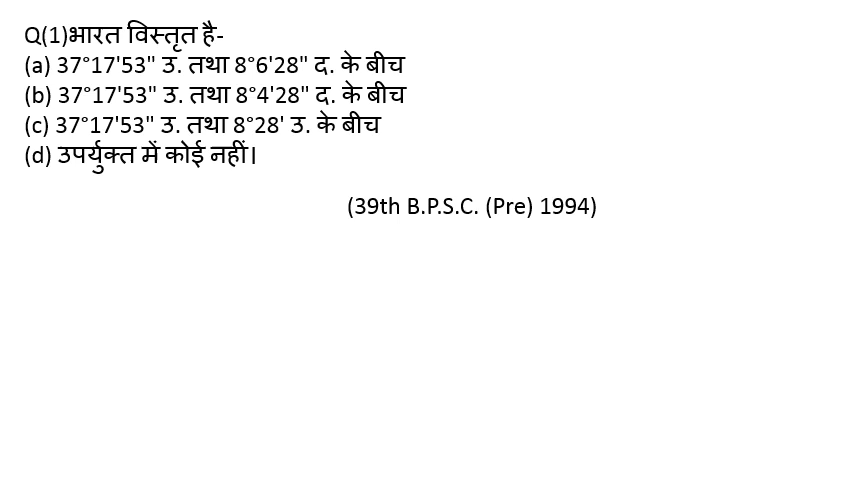 Q(1)भारत विस्तृत है-
(a) 37°17'53" उ. तथा 8°6'28" द. के बीच
(b) 37°17'53" उ. तथा 8°4'28" द. के बीच
(c) 37°17'53" उ. तथा 8°28' उ. के बीच
(d) उपर्युक्त में कोई नहीं।
(39th B.P.S.C. (Pre) 1994)